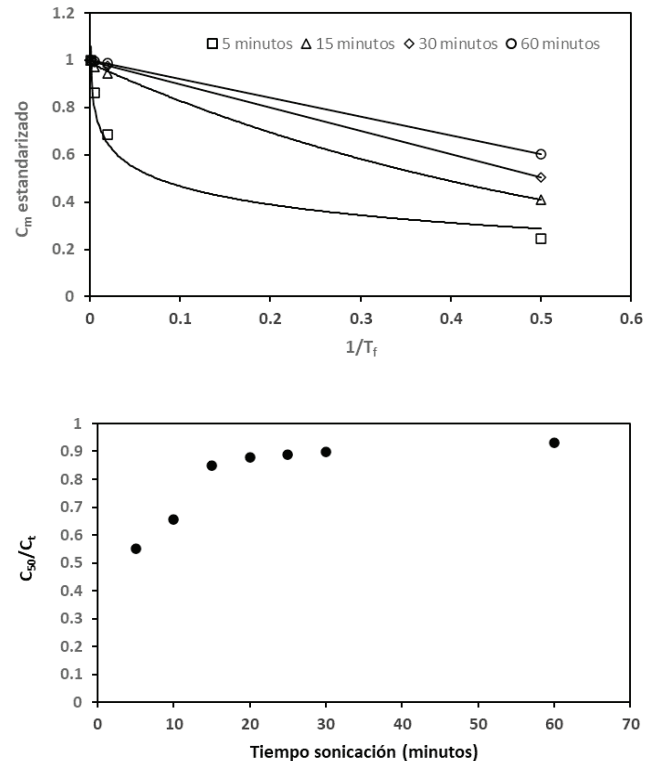 1.2
1
0.8
0.6
0.4
0.2
0
5 minutos 15 minutos 30 minutos 60 minutos
Cm estandarizado
0 0.1 0.2 0.3 0.4 0.5 0.6
1/Tf
1
0.9
0.8
0.7
0.6
0.5
0.4
0.3
0.2
0.1
0
C50/Ct
0 10 20 30 40 50 60 70
Tiempo sonicación (minutos)